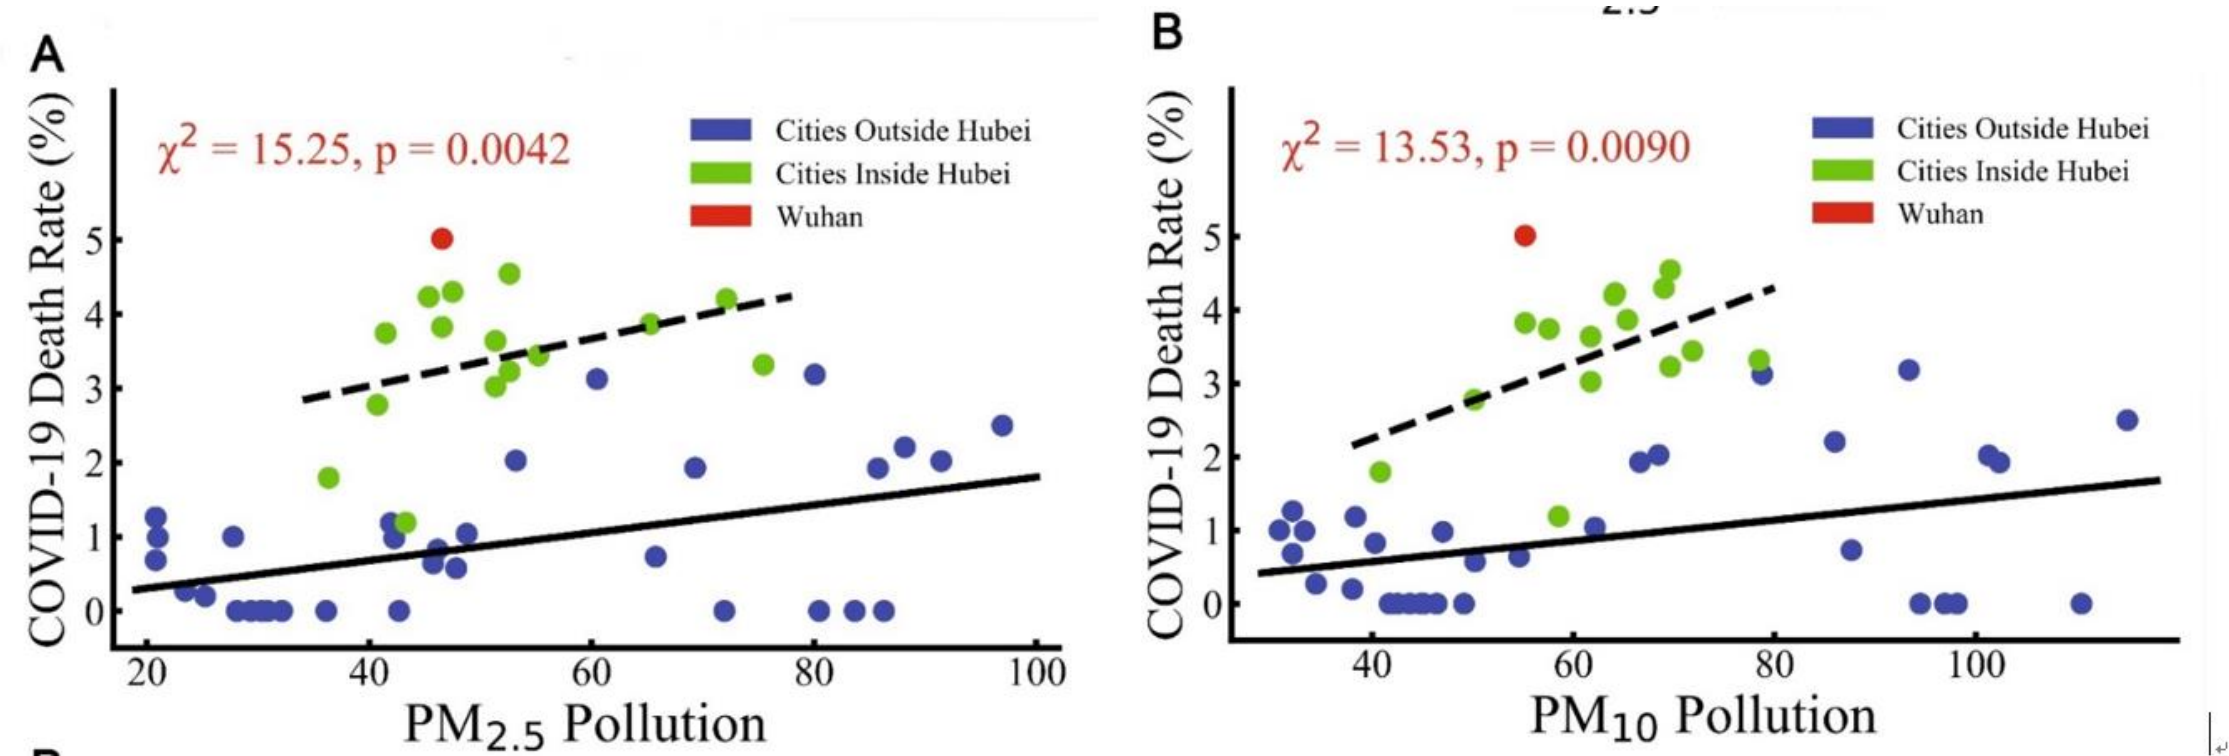 A
χ² = 15.25, p = 0.0042
Cities Outside Hubei
Cities Inside Hubei
Wuhan
COVID-19 Death Rate (%)
5
4
3
2
1
0
20 40 60 80 100
PM₂.₅ Pollution
2.5
B
χ² = 13.53, p = 0.0090
Cities Outside Hubei
Cities Inside Hubei
Wuhan
COVID-19 Death Rate (%)
5
4
3
2
1
0
40 60 80 100
PM₁₀ Pollution